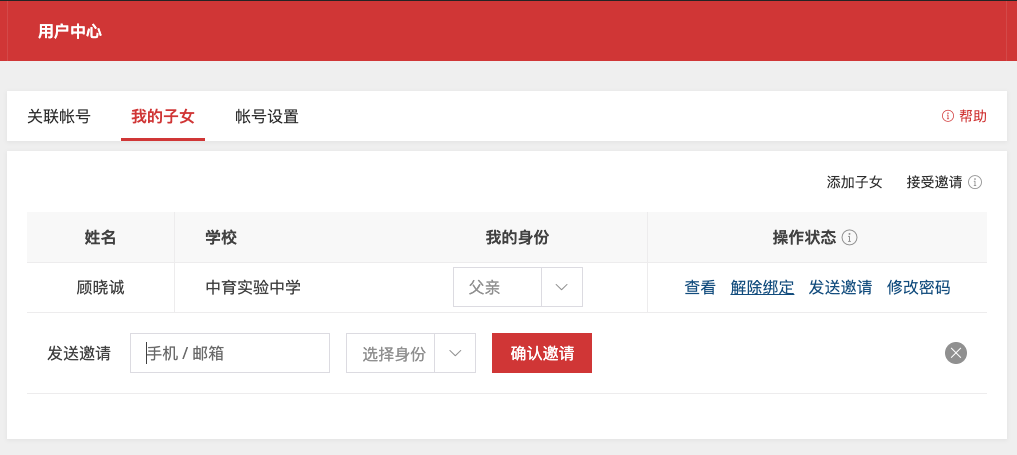 用户中心
关联帐号 我的子女 帐号设置 帮助
添加子女 接受邀请
姓名 学校 我的身份 操作状态
顾晓诚 中育实验中学 父亲 查看 解除绑定 发送邀请 修改密码
发送邀请 手机 / 邮箱 选择身份 确认邀请